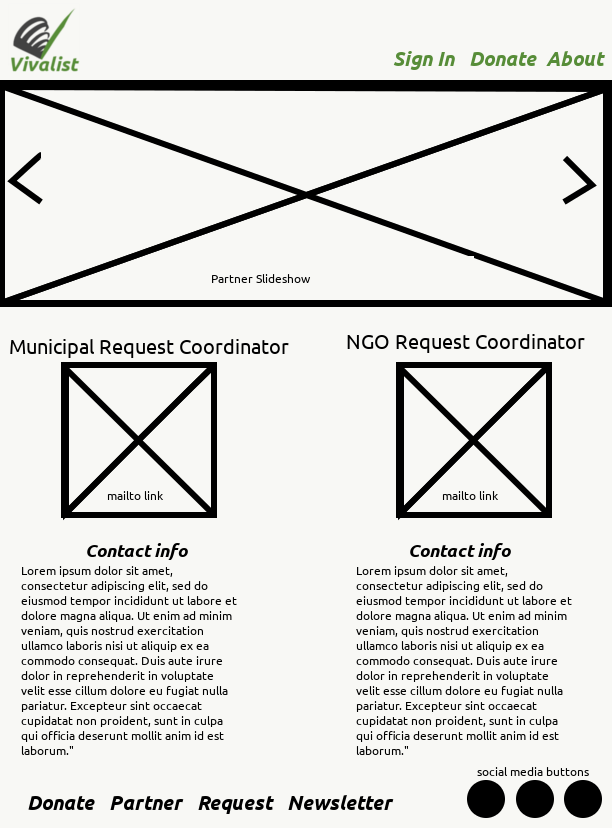 Vivalist
Sign In Donate About
Partner Slideshow
Municipal Request Coordinator
NGO Request Coordinator
mailto link
mailto link
Contact info
Lorem ipsum dolor sit amet,
consectetur adipiscing elit, sed do
eiusmod tempor incididunt ut labore et
dolore magna aliqua. Ut enim ad minim
veniam, quis nostrud exercitation
ullamco laboris nisi ut aliquip ex ea
commodo consequat. Duis aute irure
dolor in reprehenderit in voluptate
velit esse cillum dolore eu fugiat nulla
pariatur. Excepteur sint occaecat
cupidatat non proident, sunt in culpa
qui officia deserunt mollit anim id est
laborum."
Contact info
Lorem ipsum dolor sit amet,
consectetur adipiscing elit, sed do
eiusmod tempor incididunt ut labore et
dolore magna aliqua. Ut enim ad minim
veniam, quis nostrud exercitation
ullamco laboris nisi ut aliquip ex ea
commodo consequat. Duis aute irure
dolor in reprehenderit in voluptate
velit esse cillum dolore eu fugiat nulla
pariatur. Excepteur sint occaecat
cupidatat non proident, sunt in culpa
qui officia deserunt mollit anim id est
laborum."
social media buttons
Donate Partner Request Newsletter